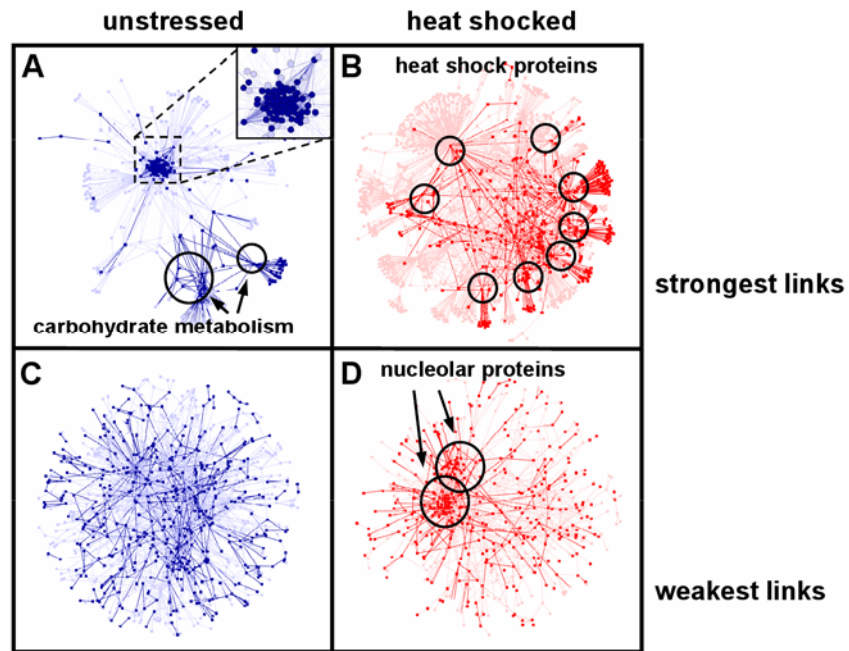 unstressed
heat shocked
A
B
heat shock proteins
carbohydrate metabolism
strongest links
C
D
nucleolar proteins
weakest links